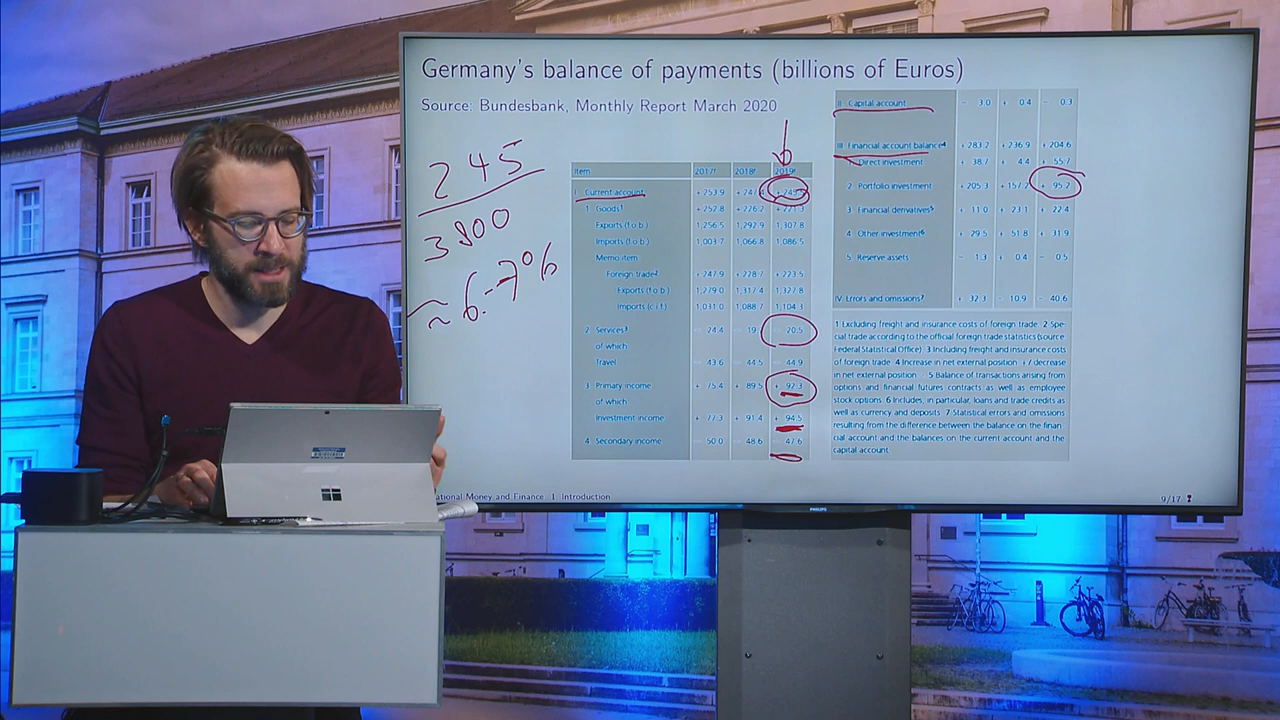 Germany's balance of payments (billions of Euros)
Source: Bundesbank, Monthly Report March 2020
245
3800
~ 6-7%
Item 2017 2018 2019
I. Current account + 253.9 + 247. + 245.
1. Goods¹ + 252.8 + 226.2 + 221.3
Exports (f.o.b.) 1,256.5 1,292.9 1,307.8
Imports (f.o.b.) 1,003.7 1,066.8 1,086.5
Memo item
Foreign trade² + 247.9 + 228.7 + 223.5
Exports (f.o.b.) 1,279.0 1,317.4 1,327.8
Imports (c.i.f.) 1,031.0 1,088.7 1,104.3
2. Services³ − 24.4 − 19. − 20.5
of which:
Travel − 43.6 − 44.5 − 44.9
3. Primary income + 75.4 + 89.5 + 92.3
of which:
Investment income + 77.3 + 91.4 + 94.5
4. Secondary income − 50.0 − 48.6 − 47.6
II. Capital account − 3.0 + 0.4 − 0.3
III. Financial account balance⁴ + 283.2 + 236.9 + 204.6
1. Direct investment + 38.7 + 4.4 + 55.7
2. Portfolio investment + 205.3 + 157.2 + 95.2
3. Financial derivatives⁵ + 11.0 + 23.1 + 22.4
4. Other investment⁶ + 29.5 + 51.8 + 31.9
5. Reserve assets − 1.3 + 0.4 − 0.5
IV. Errors and omissions⁷ + 32.3 − 10.9 − 40.6
1 Excluding freight and insurance costs of foreign trade. 2 Spe-
cial trade according to the official foreign trade statistics (source:
Federal Statistical Office). 3 Including freight and insurance costs
of foreign trade. 4 Increase in net external position: + / decrease
in net external position: -. 5 Balance of transactions arising from
options and financial futures contracts as well as employee
stock options. 6 Includes, in particular, loans and trade credits as
well as currency and deposits. 7 Statistical errors and omissions
resulting from the difference between the balance on the finan-
cial account and the balances on the current account and the
capital account.
ational Money and Finance 1. Introduction
9/17
PHILIPS